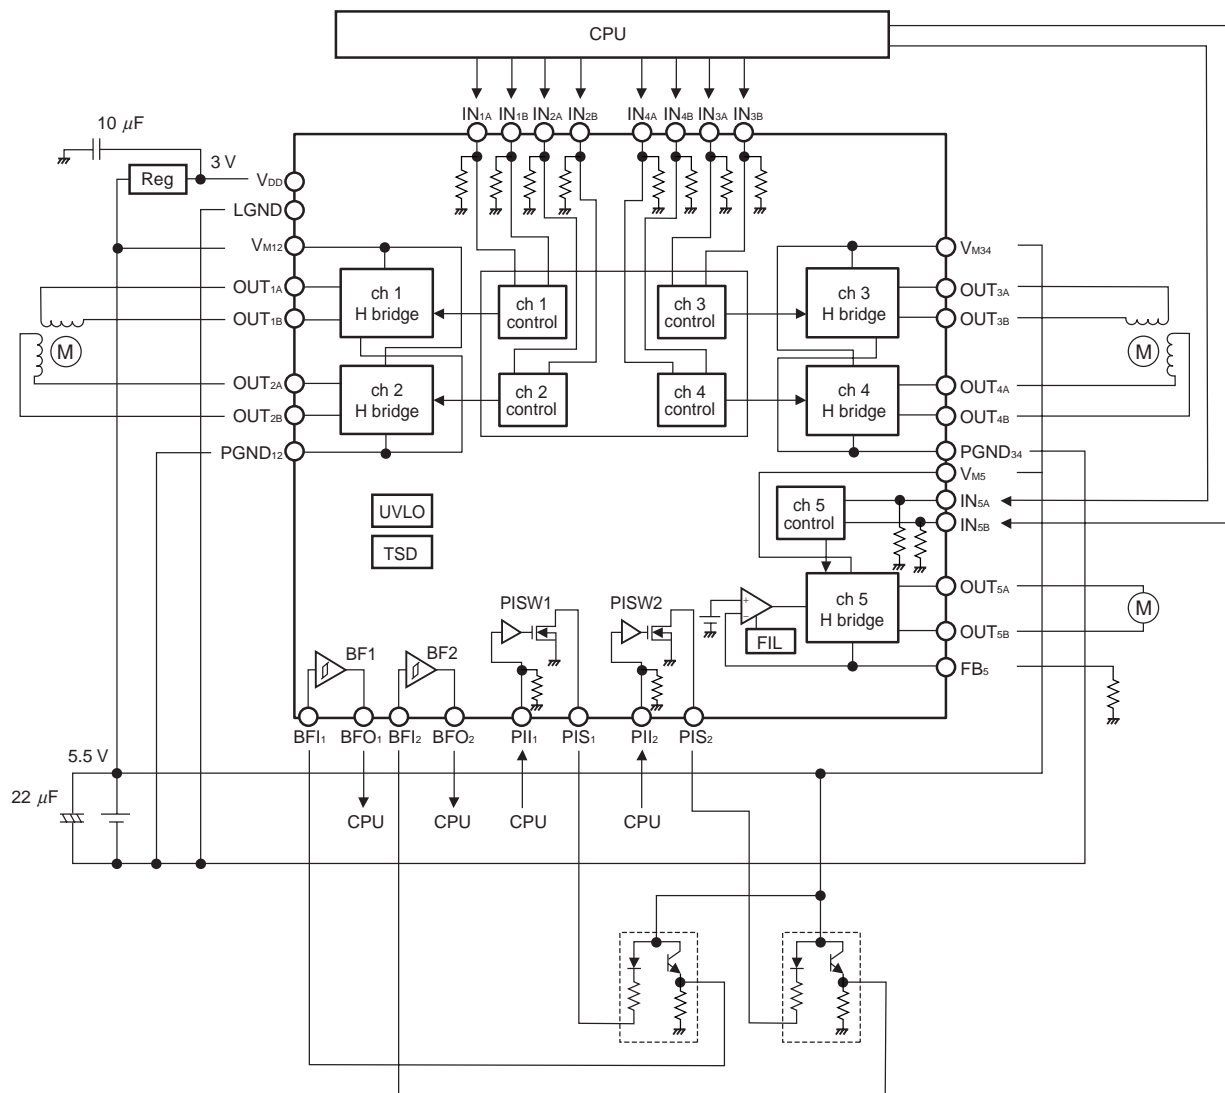 CPU
IN1A IN1B IN2A IN2B IN4A IN4B IN3A IN3B
10 μF
3 V
Reg
VDD
LGND
VM12
VM34
OUT1A
ch 1
H bridge
ch 1
control
ch 3
control
ch 3
H bridge
OUT3A
OUT1B
OUT3B
M
M
OUT2A
ch 2
H bridge
ch 2
control
ch 4
control
ch 4
H bridge
OUT4A
OUT2B
OUT4B
PGND12
PGND34
VM5
UVLO
ch 5
control
IN5A
IN5B
TSD
PISW1
PISW2
+
−
FIL
ch 5
H bridge
OUT5A
M
OUT5B
BF1
BF2
FB5
BFI1 BFO1 BFI2 BFO2 PII1 PIS1 PII2 PIS2
5.5 V
22 μF
CPU CPU CPU CPU